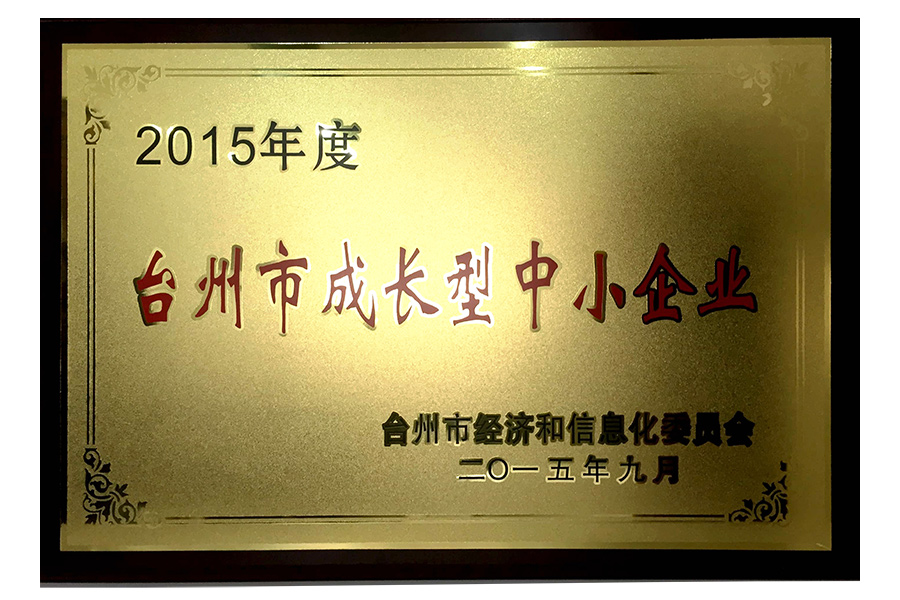 2015年度
台州市成长型中小企业
台州市经济和信息化委员会
二〇一五年九月